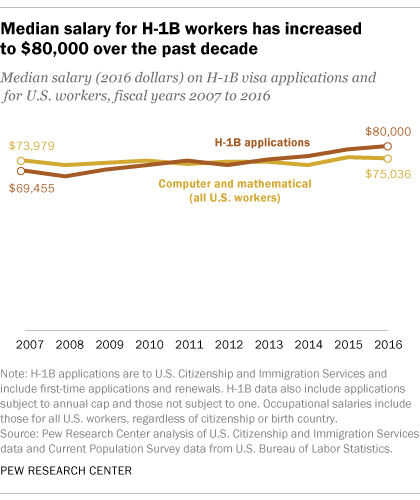 Median salary for H-1B workers has increased
to $80,000 over the past decade
Median salary (2016 dollars) on H-1B visa applications and
for U.S. workers, fiscal years 2007 to 2016
$80,000
H-1B applications
$73,979
$69,455
Computer and mathematical
(all U.S. workers)
$75,036
2007 2008 2009 2010 2011 2012 2013 2014 2015 2016
Note: H-1B applications are to U.S. Citizenship and Immigration Services and
include first-time applications and renewals. H-1B data also include applications
subject to annual cap and those not subject to one. Occupational salaries include
those for all U.S. workers, regardless of citizenship or birth country.
Source: Pew Research Center analysis of U.S. Citizenship and Immigration Services
data and Current Population Survey data from U.S. Bureau of Labor Statistics.
PEW RESEARCH CENTER